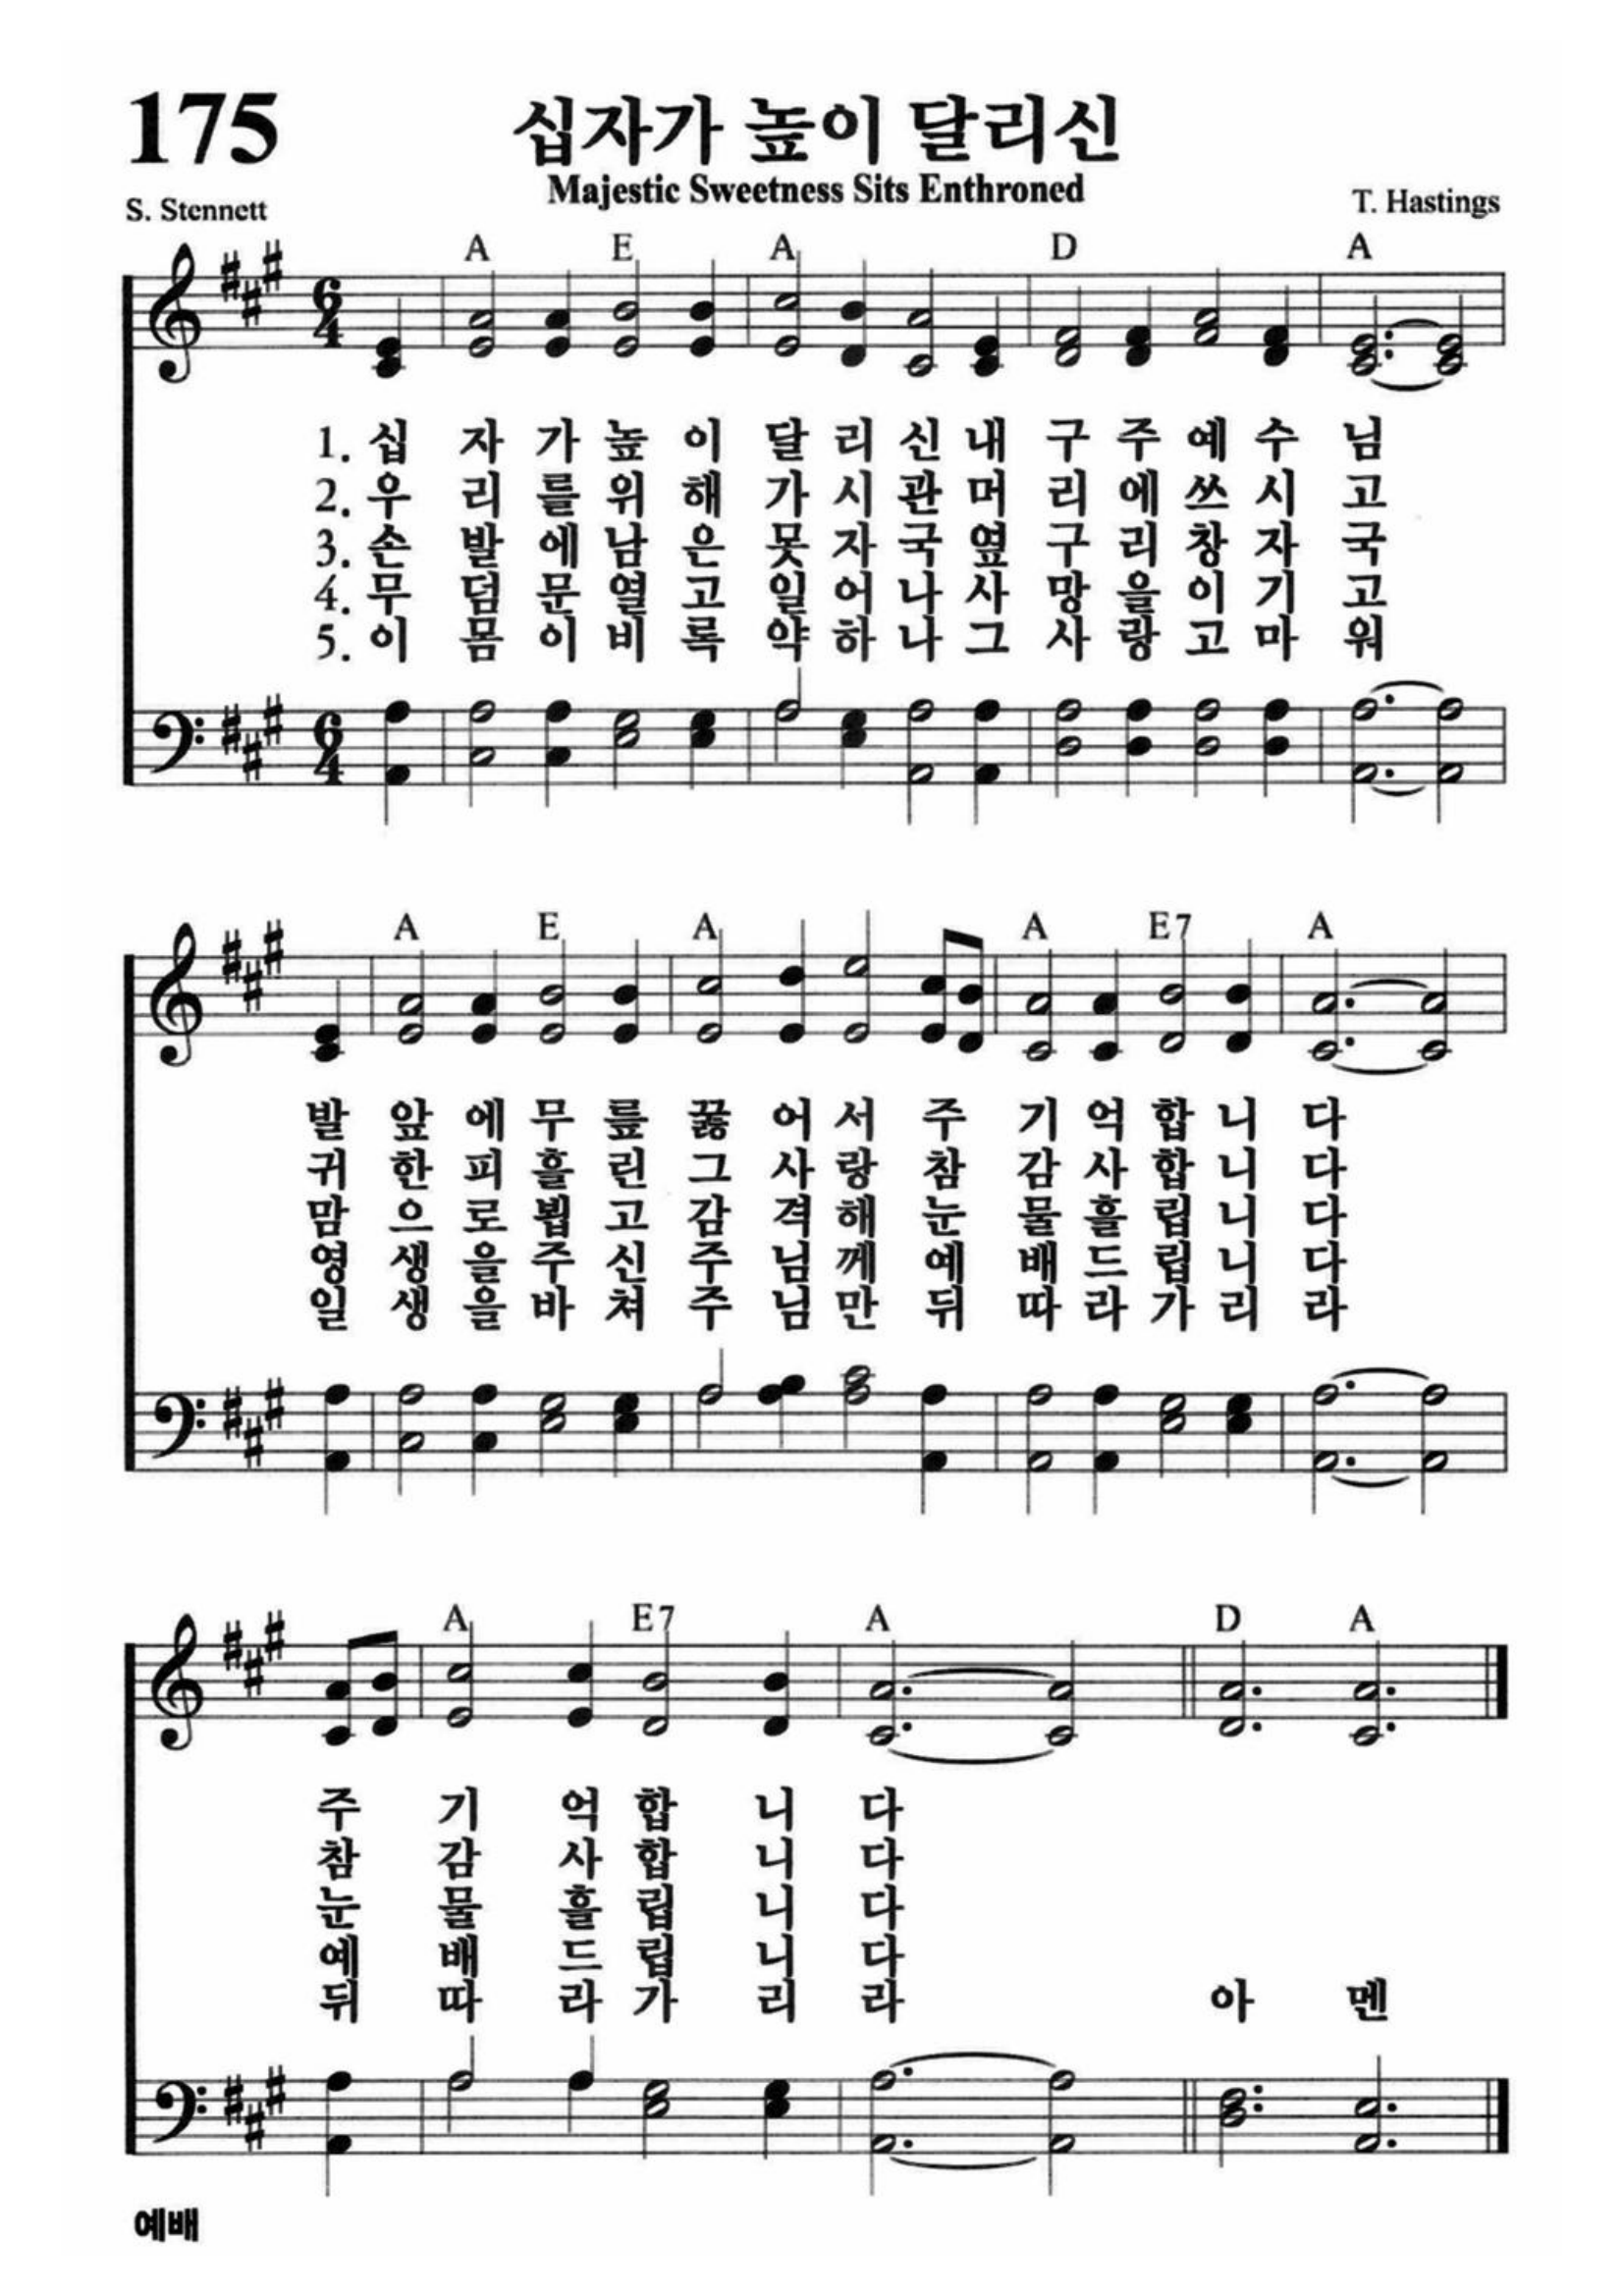 175
십자가 높이 달리신
Majestic Sweetness Sits Enthroned
S. Stennett
T. Hastings
A E A D A
1. 십 자 가 높 이 달 리 신 내 구 주 예 수 님
2. 우 리 를 위 해 가 시 관 머 리 에 쓰 시 고
3. 손 발 에 남 은 못 자 국 옆 구 리 창 자 국
4. 무 덤 문 열 고 일 어 나 사 망 을 이 기 고
5. 이 몸 이 비 록 약 하 나 그 사 랑 고 마 워
A E A A E7 A
발 앞 에 무 릎 꿇 어 서 주 기 억 합 니 다
귀 한 피 흘 린 그 사 랑 참 감 사 합 니 다
맘 으 로 뵙 고 감 격 해 눈 물 흘 립 니 다
영 생 을 주 신 주 님 께 예 배 드 립 니 다
일 생 을 바 쳐 주 님 만 뒤 따 라 가 리 라
A E7 A D A
주 기 억 합 니 다
참 감 사 합 니 다
눈 물 흘 립 니 다
예 배 드 립 니 다
뒤 따 라 가 리 라 아 멘
예배